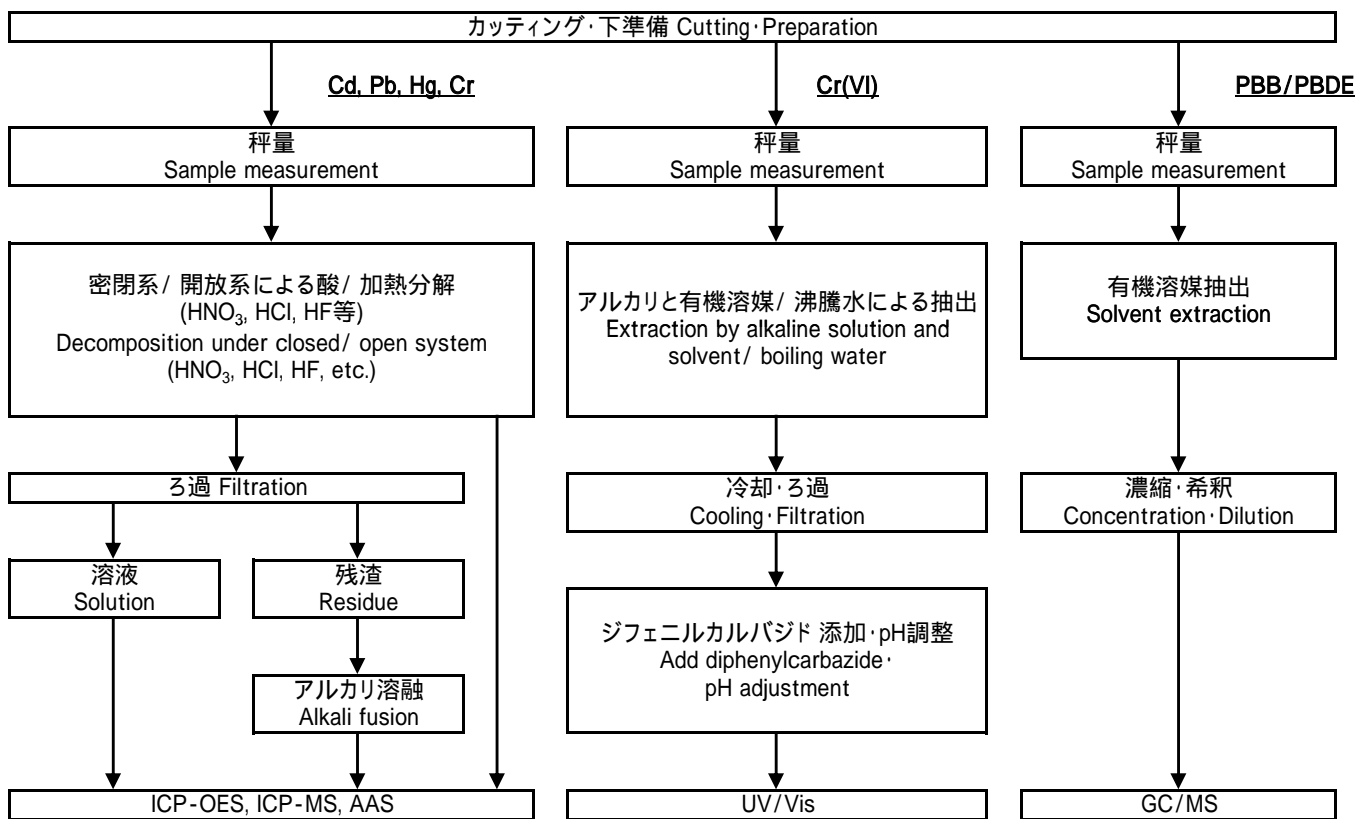 カッティング・下準備 Cutting・Preparation
Cd, Pb, Hg, Cr
Cr(VI)
PBB/PBDE
秤量
Sample measurement
秤量
Sample measurement
秤量
Sample measurement
密閉系/ 開放系による酸/ 加熱分解
(HNO₃, HCl, HF等)
Decomposition under closed/ open system
(HNO₃, HCl, HF, etc.)
アルカリと有機溶媒/ 沸騰水による抽出
Extraction by alkaline solution and
solvent/ boiling water
有機溶媒抽出
Solvent extraction
ろ過 Filtration
冷却・ろ過
Cooling・Filtration
濃縮・希釈
Concentration・Dilution
溶液
Solution
残渣
Residue
アルカリ溶融
Alkali fusion
ジフェニルカルバジド 添加・pH調整
Add diphenylcarbazide・
pH adjustment
ICP-OES, ICP-MS, AAS
UV/Vis
GC/MS